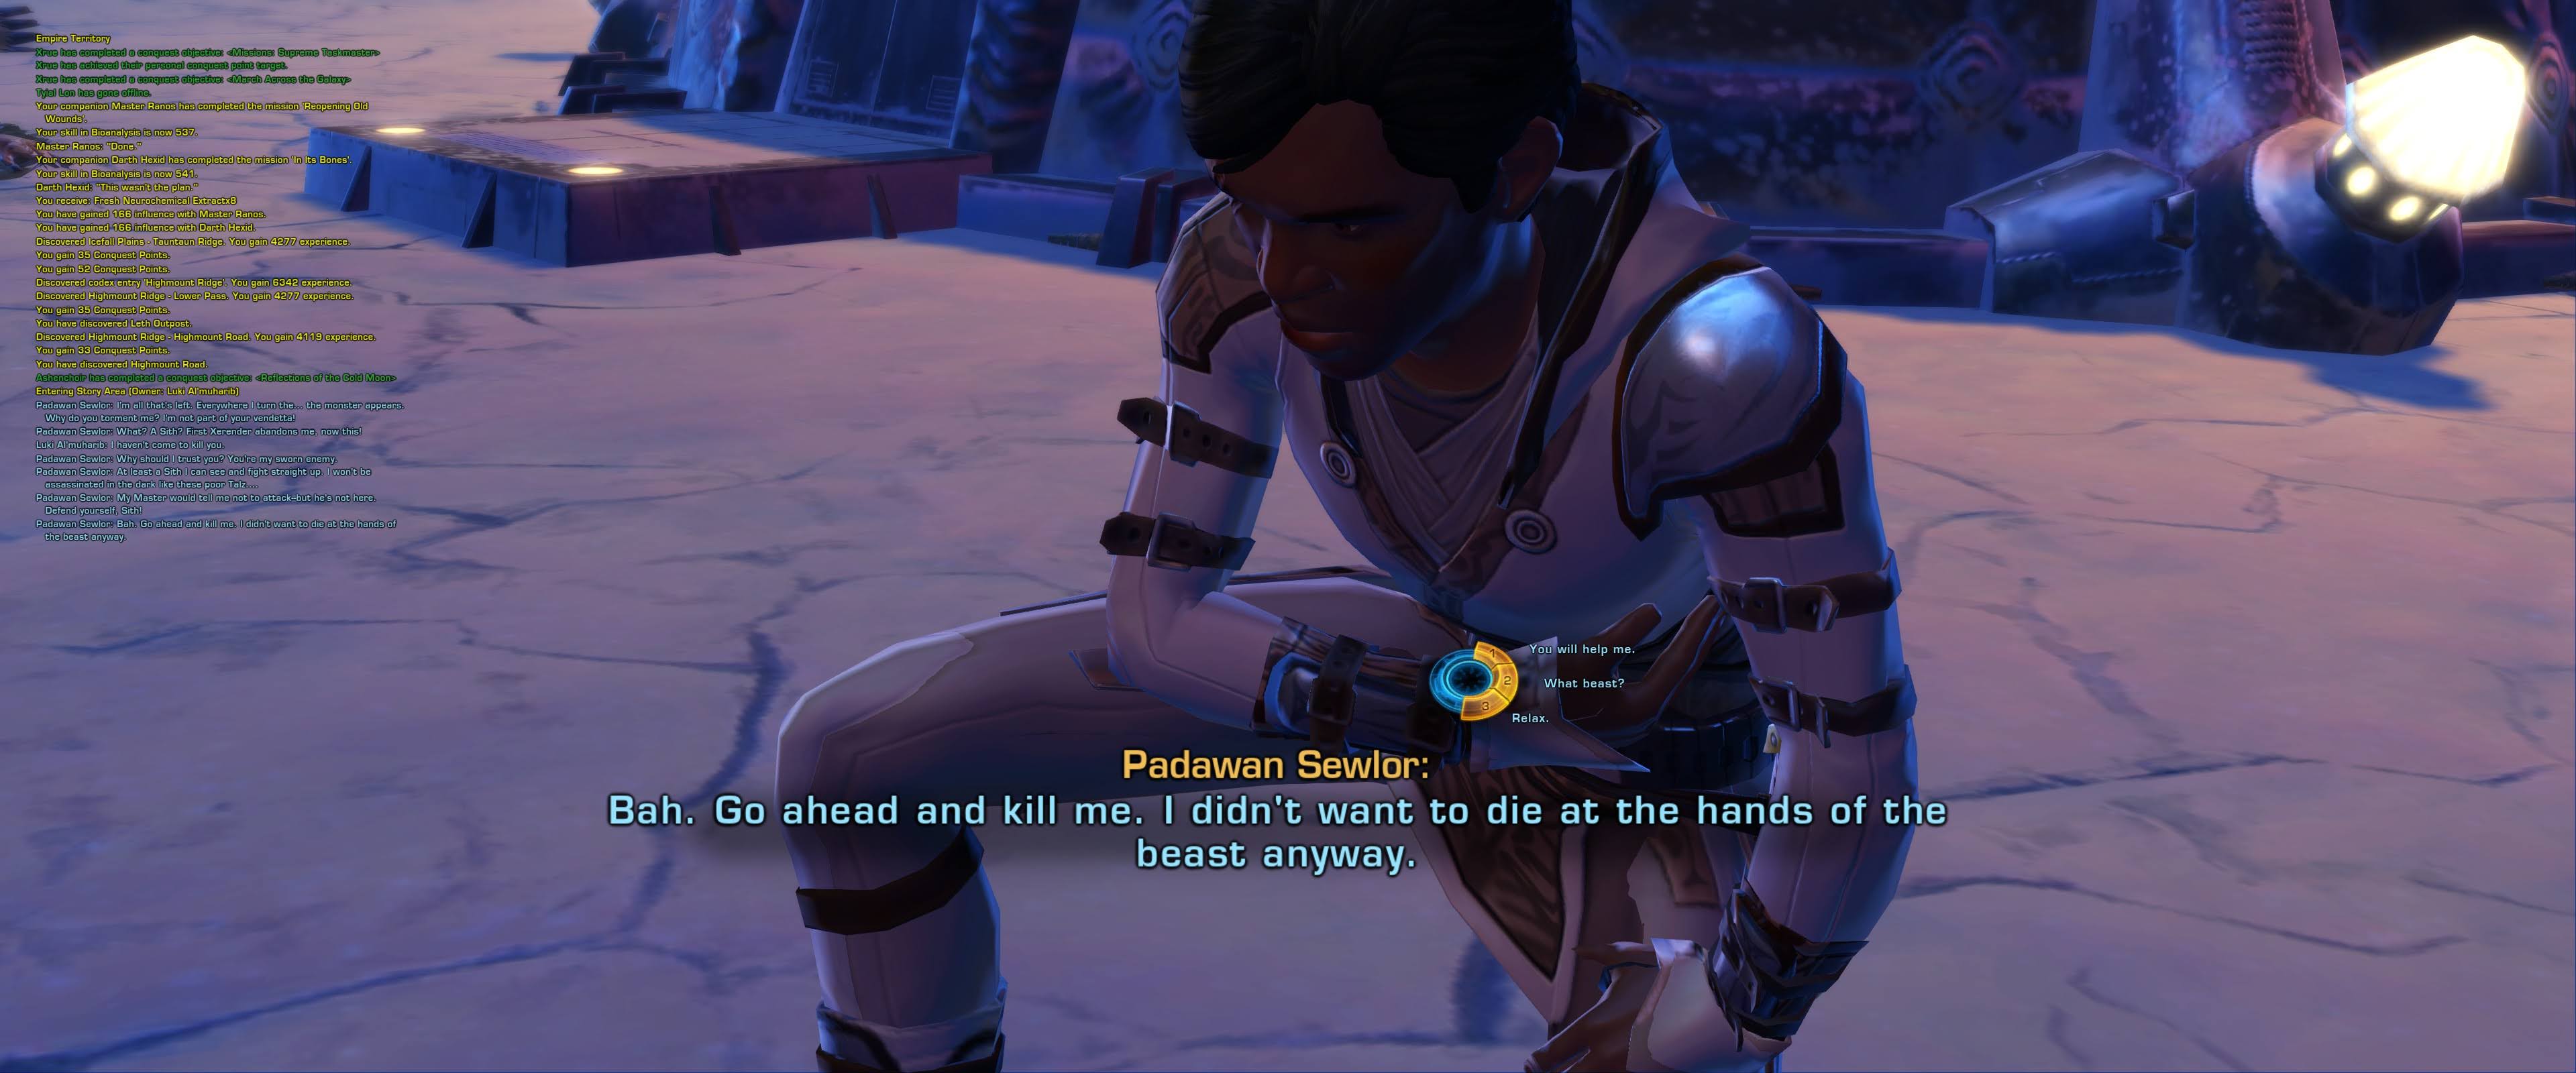 Empire Territory
Xrue has completed a conquest objective: <Missions: Supreme Taskmaster>
Xrue has achieved their personal conquest point target.
Xrue has completed a conquest objective: <March Across the Galaxy>
Tyial Lon has gone offline.
Your companion Master Ranos has completed the mission 'Reopening Old
Wounds'.
Your skill in Bioanalysis is now 537.
Master Ranos: "Done."
Your companion Darth Hexid has completed the mission 'In Its Bones'.
Your skill in Bioanalysis is now 541.
Darth Hexid: "This wasn't the plan."
You receive: Fresh Neurochemical Extractx8
You have gained 166 influence with Master Ranos.
You have gained 166 influence with Darth Hexid.
Discovered Icefall Plains - Tauntaun Ridge. You gain 4277 experience.
You gain 35 Conquest Points.
You gain 52 Conquest Points.
Discovered codex entry 'Highmount Ridge'. You gain 6342 experience.
Discovered Highmount Ridge - Lower Pass. You gain 4277 experience.
You gain 35 Conquest Points.
You have discovered Leth Outpost.
Discovered Highmount Ridge - Highmount Road. You gain 4119 experience.
You gain 33 Conquest Points.
You have discovered Highmount Road.
Ashenchoir has completed a conquest objective: <Reflections of the Cold Moon>
Entering Story Area [Owner: Luki Al'muharib]
Padawan Sewlor: I'm all that's left. Everywhere I turn the... the monster appears.
Why do you torment me? I'm not part of your vendetta!
Padawan Sewlor: What? A Sith? First Xerender abandons me, now this!
Luki Al'muharib: I haven't come to kill you.
Padawan Sewlor: Why should I trust you? You're my sworn enemy.
Padawan Sewlor: At least a Sith I can see and fight straight up. I won't be
assassinated in the dark like these poor Talz....
Padawan Sewlor: My Master would tell me not to attack–but he's not here.
Defend yourself, Sith!
Padawan Sewlor: Bah. Go ahead and kill me. I didn't want to die at the hands of
the beast anyway.
1 You will help me.
2 What beast?
3 Relax.
Padawan Sewlor:
Bah. Go ahead and kill me. I didn't want to die at the hands of the
beast anyway.